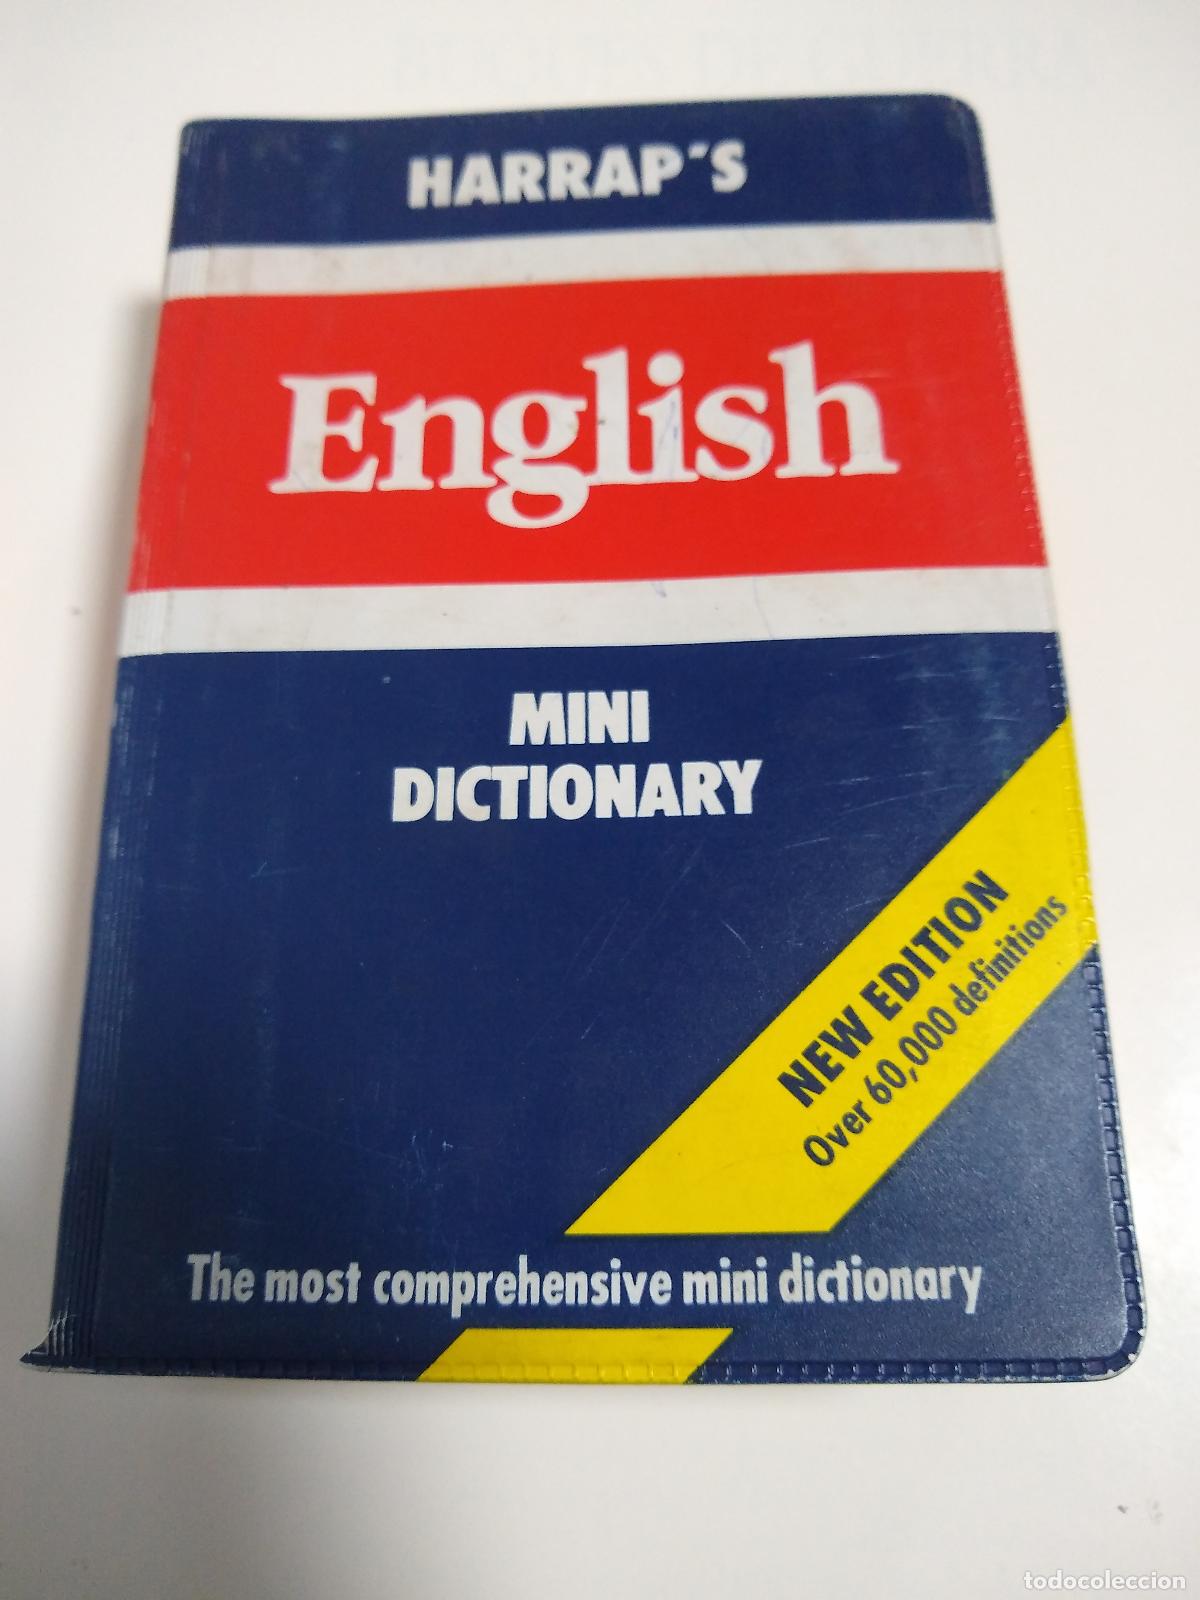 HARRAP'S
English
MINI
DICTIONARY
NEW EDITION
Over 60,000 definitions
The most comprehensive mini dictionary
todocoleccion